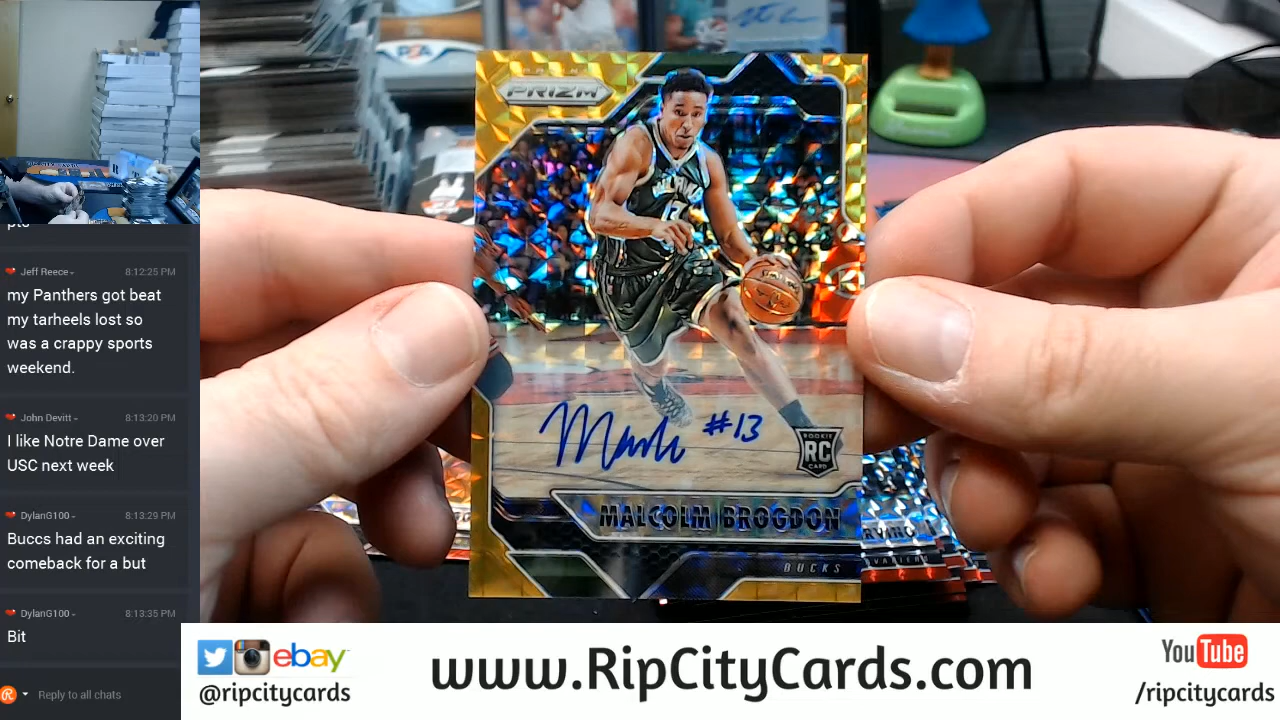 pts
Jeff Reece
8:12:25 PM
my Panthers got beat
my tarheels lost so
was a crappy sports
weekend.
John Devitt
8:13:20 PM
I like Notre Dame over
USC next week
DylanG100
8:13:29 PM
Buccs had an exciting
comeback for a but
DylanG100
8:13:35 PM
Bit
Reply to all chats
PRIZM
#13
ROOKIE
RC
CARD
MALCOLM BROGDON
BUCKS
ebay
@ripcitycards
www.RipCityCards.com
YouTube
/ripcitycards